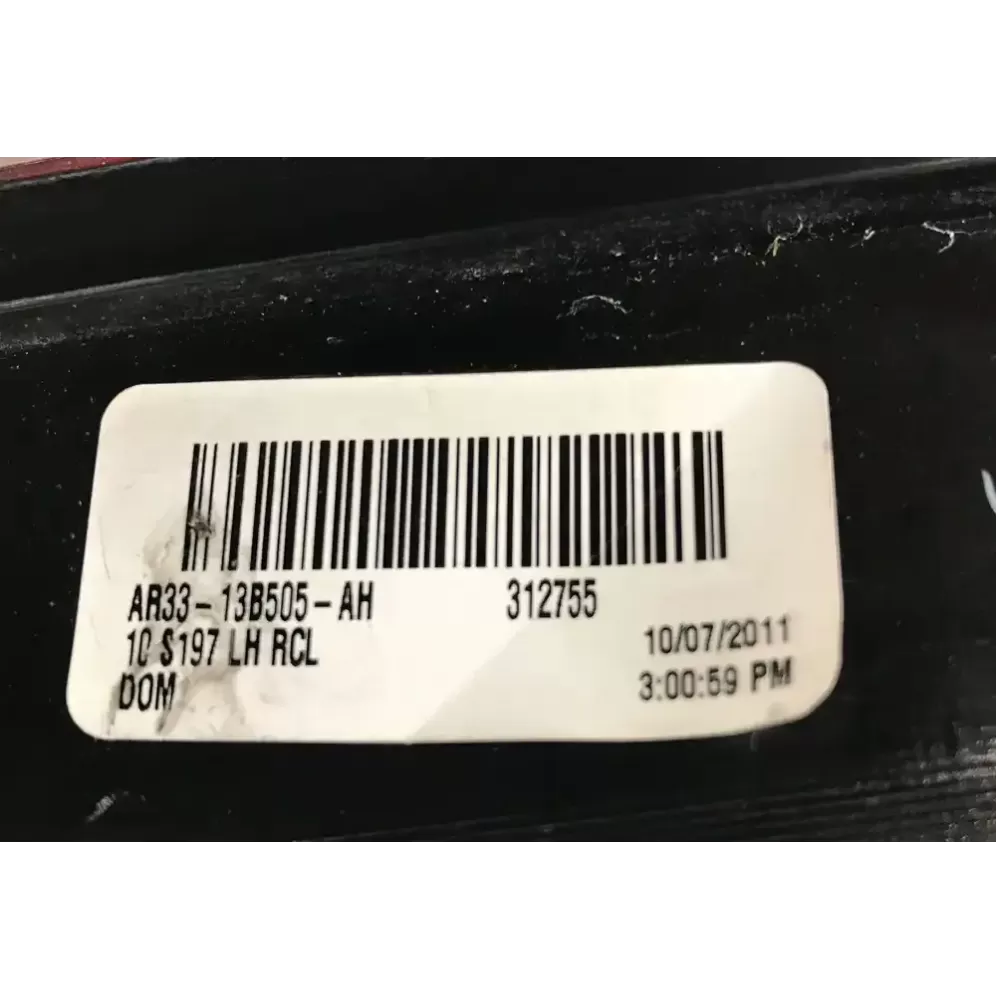 AR33-13B505-AH 312755
10 S197 LH RCL 10/07/2011
DOM 3:00:59 PM